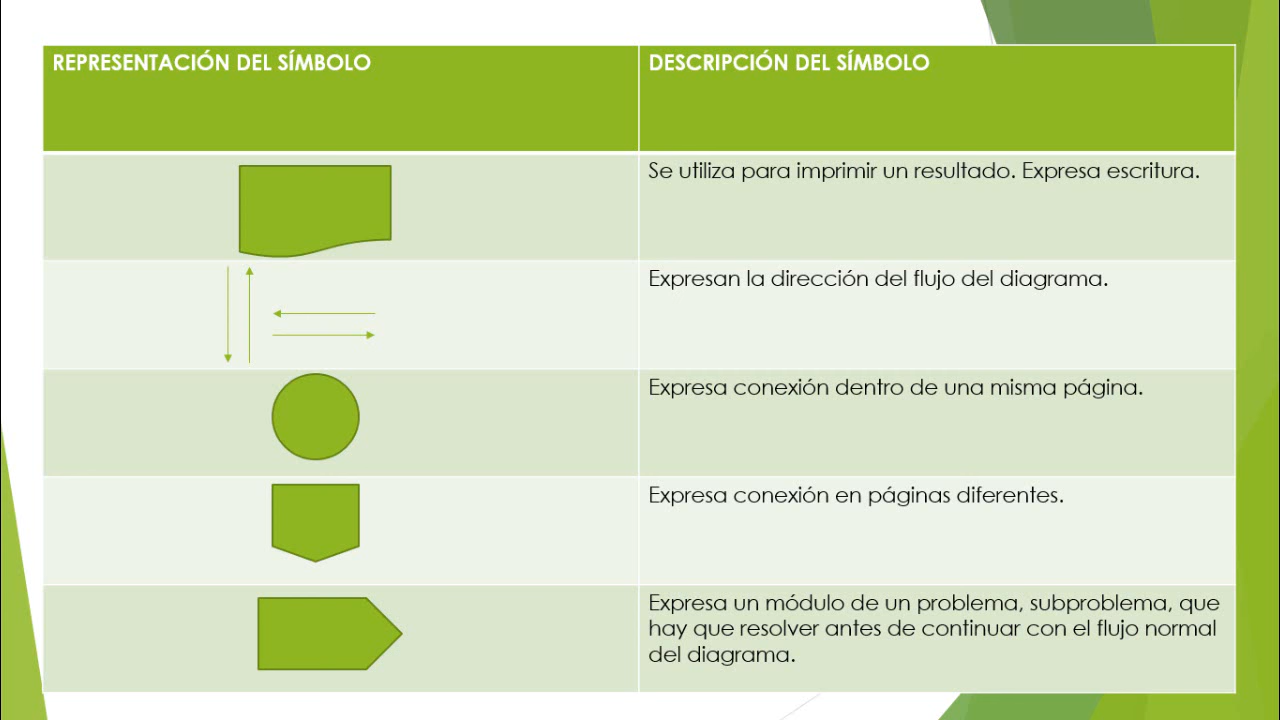 REPRESENTACIÓN DEL SÍMBOLO
DESCRIPCIÓN DEL SÍMBOLO
Se utiliza para imprimir un resultado. Expresa escritura.
Expresan la dirección del flujo del diagrama.
Expresa conexión dentro de una misma página.
Expresa conexión en páginas diferentes.
Expresa un módulo de un problema, subproblema, que
hay que resolver antes de continuar con el flujo normal
del diagrama.